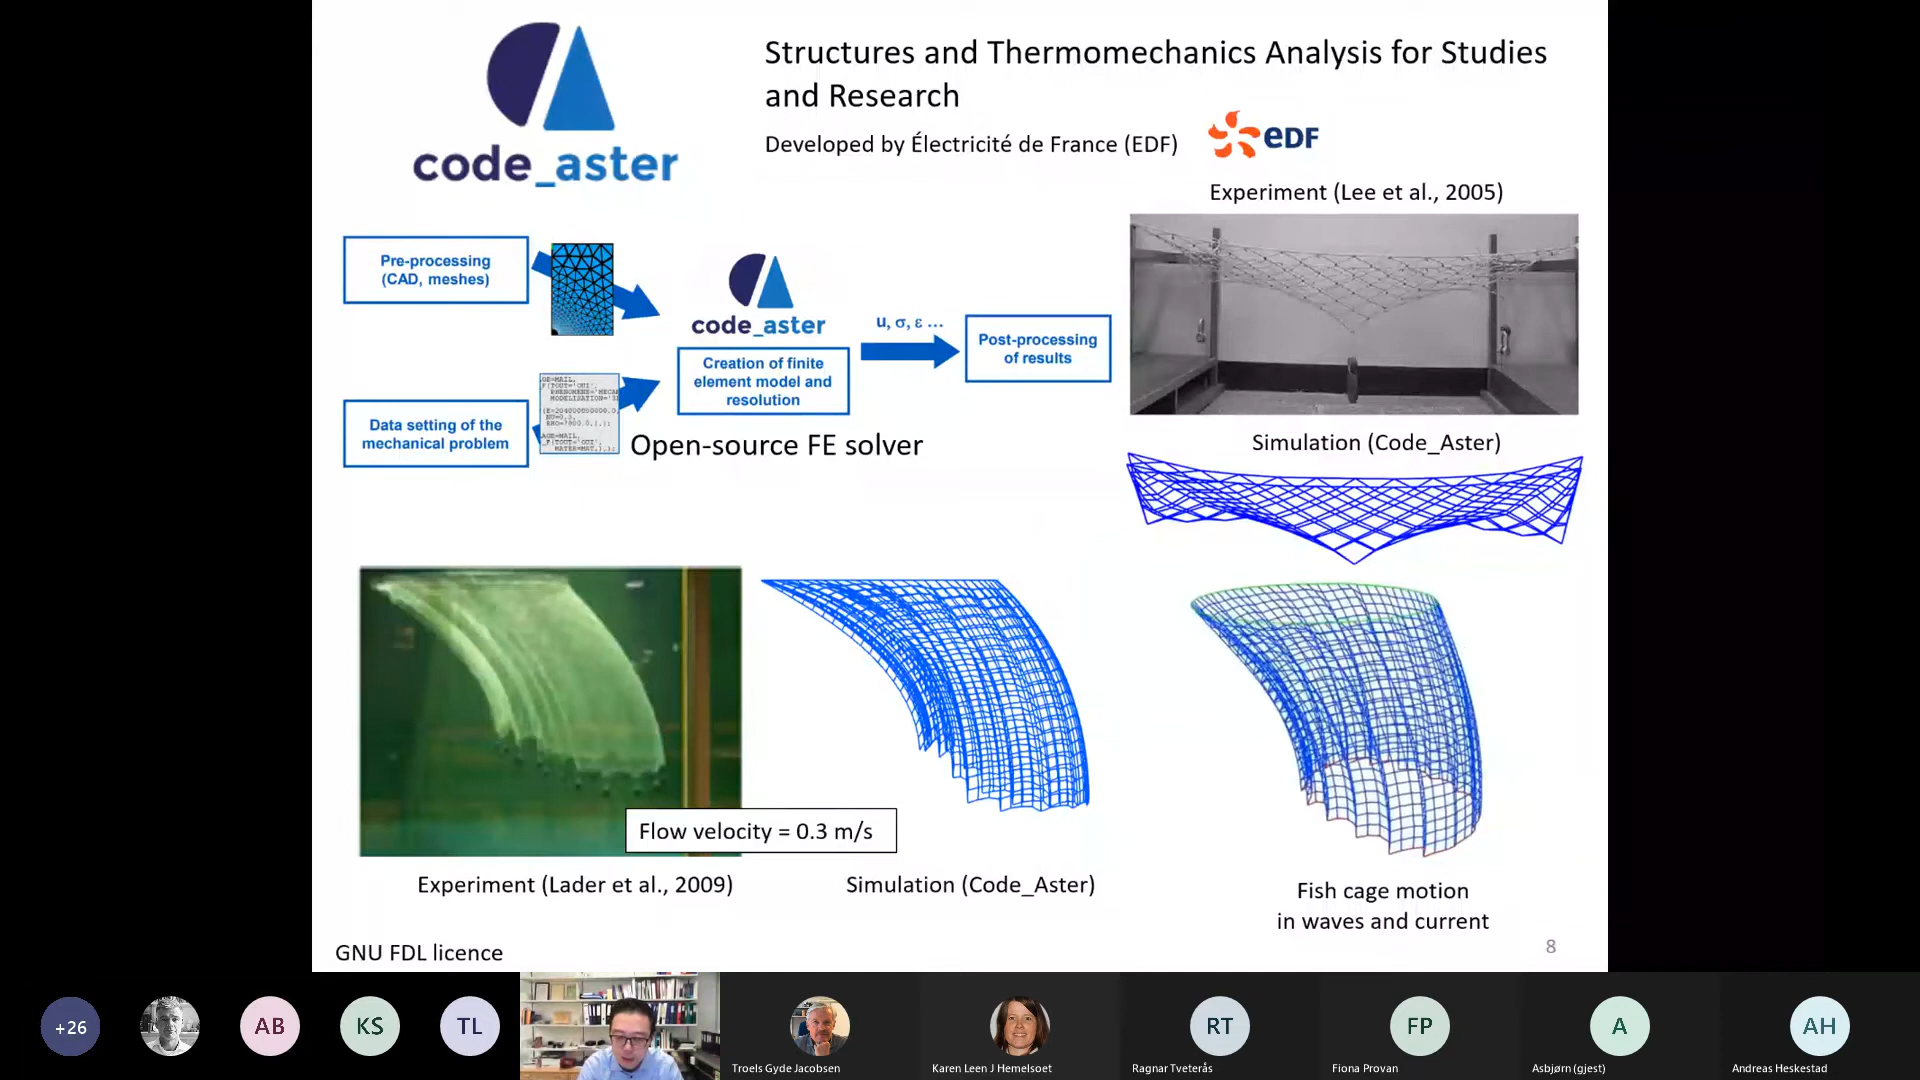 code_aster
Structures and Thermomechanics Analysis for Studies
and Research
Developed by Électricité de France (EDF)
edf
Experiment (Lee et al., 2005)
Pre-processing
(CAD, meshes)
code_aster
u, σ, ε ...
Creation of finite
element model and
resolution
Post-processing
of results
Data setting of the
mechanical problem
Open-source FE solver
Simulation (Code_Aster)
Flow velocity = 0.3 m/s
Experiment (Lader et al., 2009)
Simulation (Code_Aster)
Fish cage motion
in waves and current
GNU FDL licence
8
+26
AB
KS
TL
RT
FP
A
AH
Troels Gyde Jacobsen
Karen Leen J Hemelsoet
Ragnar Tveterås
Fiona Provan
Asbjørn (gjest)
Andreas Heskestad